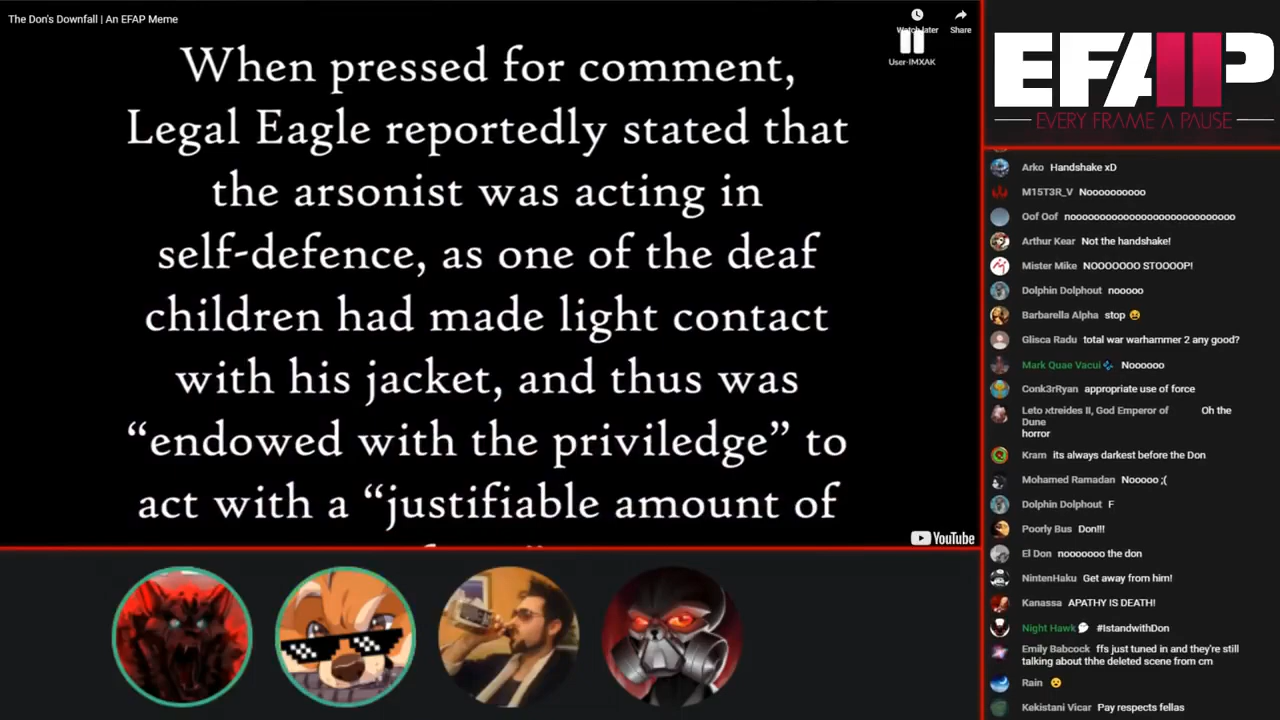 The Don's Downfall | An EFAP Meme
Watch later
Share
User-IMXAK
When pressed for comment,
Legal Eagle reportedly stated that
the arsonist was acting in
self-defence, as one of the deaf
children had made light contact
with his jacket, and thus was
“endowed with the priviledge” to
act with a “justifiable amount of
YouTube
EFAP
EVERY FRAME A PAUSE
Arko Handshake xD
M15T3R_V Noooooooooo
Oof Oof nooooooooooooooooooooooooooooo
Arthur Kear Not the handshake!
Mister Mike NOOOOOOO STOOOOP!
Dolphin Dolphout nooooo
Barbarella Alpha stop 😫
Glisca Radu total war warhammer 2 any good?
Mark Quae Vacui Noooooo
Conk3rRyan appropriate use of force
Leto Atreides II, God Emperor of Oh the
Dune
horror
Kram its always darkest before the Don
Mohamed Ramadan Nooooo ;(
Dolphin Dolphout F
Poorly Bus Don!!!
El Don nooooooo the don
NintenHaku Get away from him!
Kanassa APATHY IS DEATH!
Night Hawk #IstandwithDon
Emily Babcock ffs just tuned in and they're still
talking about thhe deleted scene from cm
Rain 😮
Kekistani Vicar Pay respects fellas